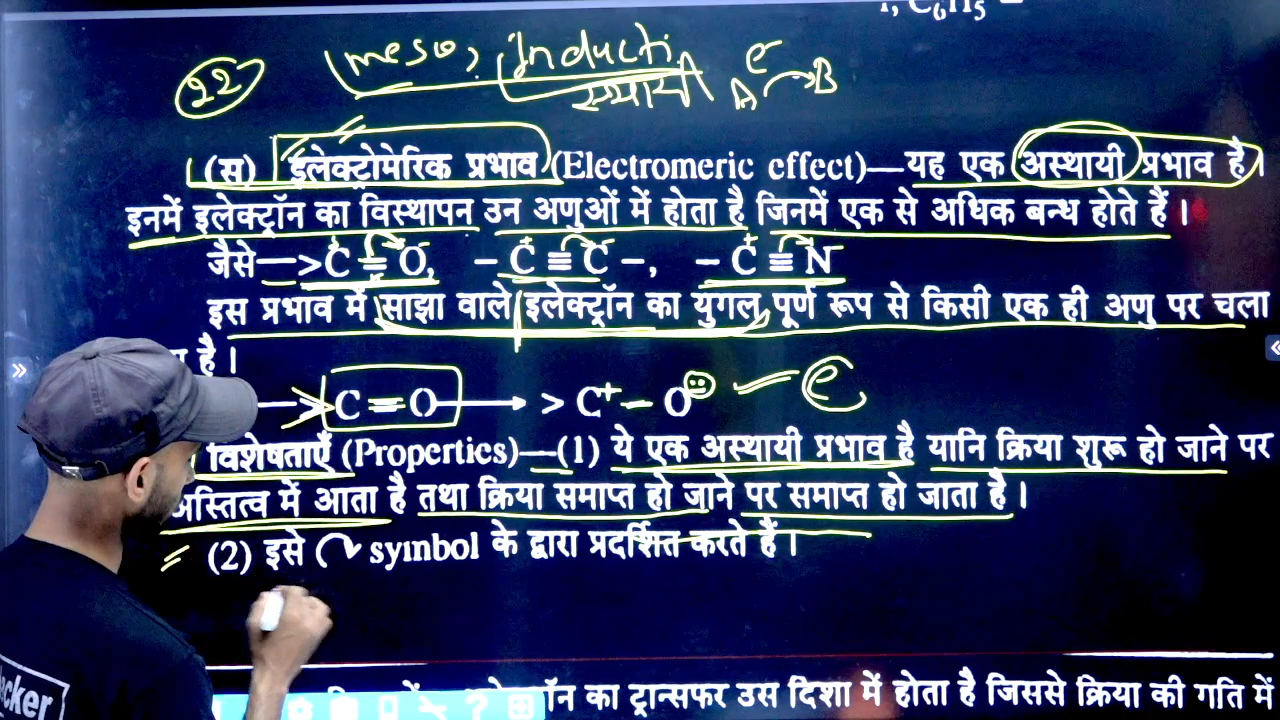 , C₆H₅
22 meso, Inducti
स्थायी A e B
(स) इलेक्ट्रोमेरिक प्रभाव (Electromeric effect)—यह एक अस्थायी प्रभाव है।
इनमें इलेक्ट्रॉन का विस्थापन उन अणुओं में होता है जिनमें एक से अधिक बन्ध होते हैं।
जैसे—>C⁺=O⁻, -C⁺≡C⁻-, -C⁺≡N⁻
इस प्रभाव में साझा वाले इलेक्ट्रॉन का युगल पूर्ण रूप से किसी एक ही अणु पर चला
है।
>C=O⟶>C⁺-O e
विशेषताएँ (Properties)—(1) ये एक अस्थायी प्रभाव है यानि क्रिया शुरू हो जाने पर
अस्तित्व में आता है तथा क्रिया समाप्त हो जाने पर समाप्त हो जाता है।
(2) इसे ↷ symbol के द्वारा प्रदर्शित करते हैं।
cker
ॉन का ट्रान्सफर उस दिशा में होता है जिससे क्रिया की गति में